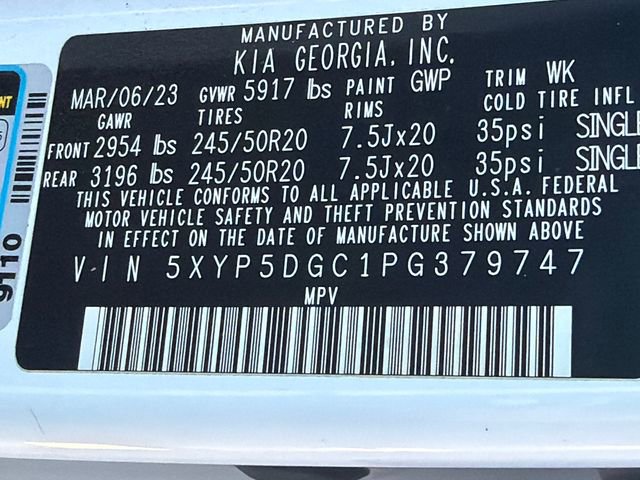 MANUFACTURED BY
KIA GEORGIA, INC.
MAR/06/23 GVWR 5917 lbs PAINT GWP TRIM WK
GAWR TIRES RIMS COLD TIRE INFL
FRONT 2954 lbs 245/50R20 7.5Jx20 35psi SINGLE
REAR 3196 lbs 245/50R20 7.5Jx20 35psi SINGLE
THIS VEHICLE CONFORMS TO ALL APPLICABLE U.S.A. FEDERAL
MOTOR VEHICLE SAFETY AND THEFT PREVENTION STANDARDS
IN EFFECT ON THE DATE OF MANUFACTURE SHOWN ABOVE
VIN 5XYP5DGC1PG379747
MPV
9110